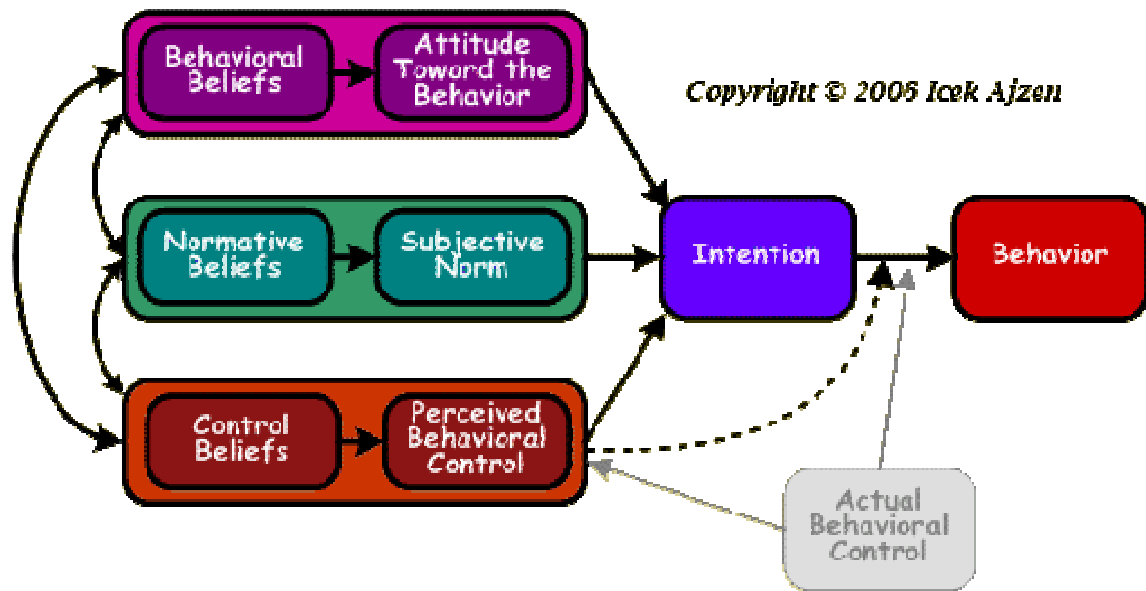 Behavioral
Beliefs
Attitude
Toward the
Behavior
Copyright © 2006 Icek Ajzen
Normative
Beliefs
Subjective
Norm
Intention
Behavior
Control
Beliefs
Perceived
Behavioral
Control
Actual
Behavioral
Control